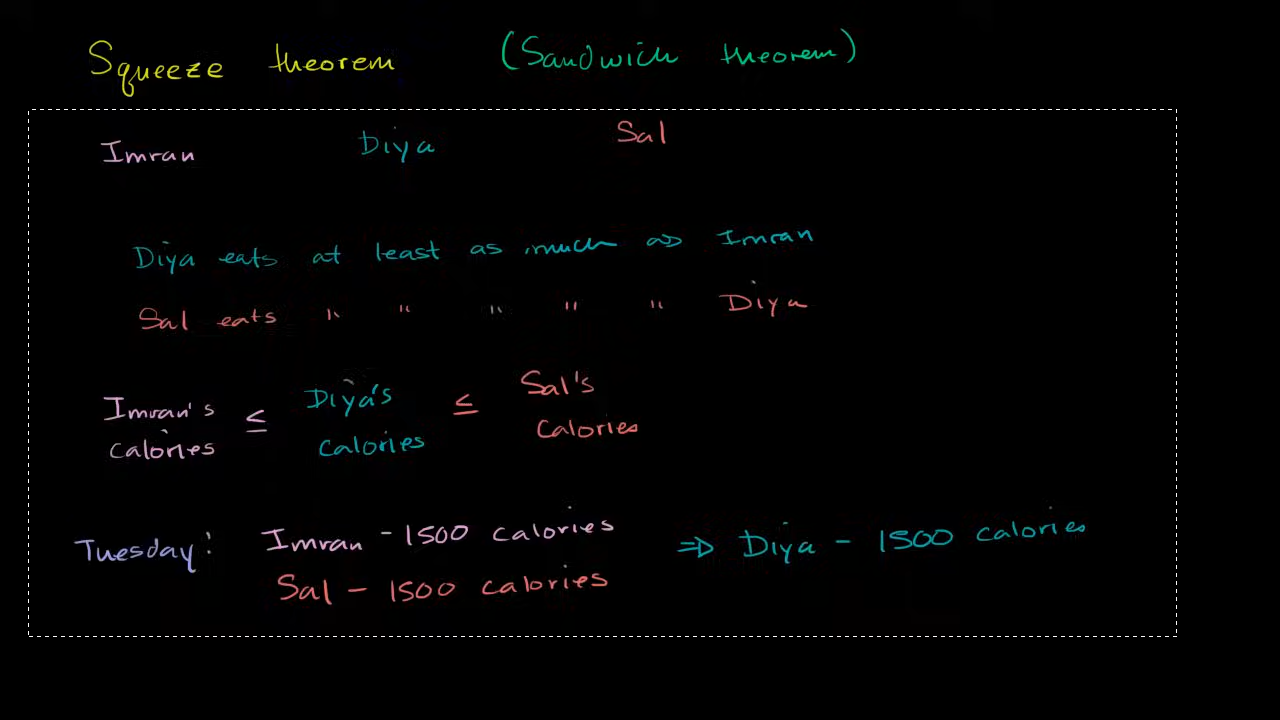 Squeeze theorem (Sandwich theorem)
Imran Diya Sal
Diya eats at least as much as Imran
Sal eats " " " " " Diya
Imran's ≤ Diya's ≤ Sal's
calories calories calories
Tuesday: Imran - 1500 calories ⇒ Diya - 1500 calories
Sal - 1500 calories